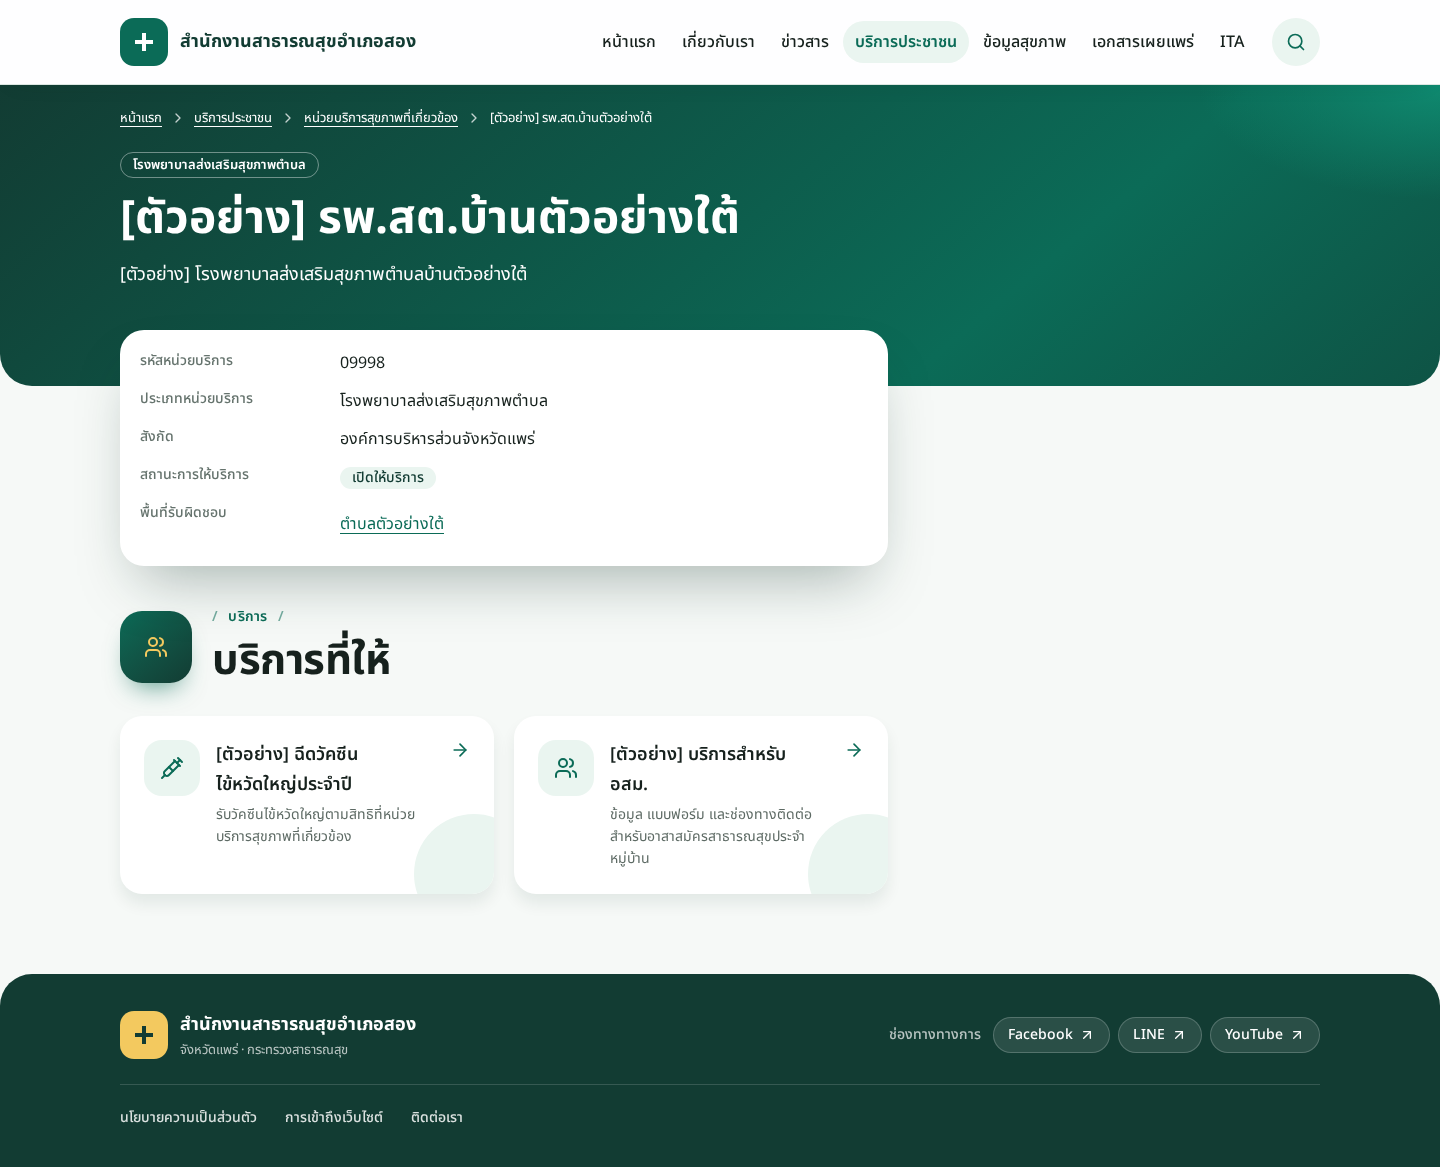 สำนักงานสาธารณสุขอำเภอสอง
หน้าแรก เกี่ยวกับเรา ข่าวสาร บริการประชาชน ข้อมูลสุขภาพ เอกสารเผยแพร่ ITA
หน้าแรก บริการประชาชน หน่วยบริการสุขภาพที่เกี่ยวข้อง [ตัวอย่าง] รพ.สต.บ้านตัวอย่างใต้
โรงพยาบาลส่งเสริมสุขภาพตำบล
[ตัวอย่าง] รพ.สต.บ้านตัวอย่างใต้
[ตัวอย่าง] โรงพยาบาลส่งเสริมสุขภาพตำบลบ้านตัวอย่างใต้
รหัสหน่วยบริการ 09998
ประเภทหน่วยบริการ โรงพยาบาลส่งเสริมสุขภาพตำบล
สังกัด องค์การบริหารส่วนจังหวัดแพร่
สถานะการให้บริการ เปิดให้บริการ
พื้นที่รับผิดชอบ ตำบลตัวอย่างใต้
/ บริการ /
บริการที่ให้
[ตัวอย่าง] ฉีดวัคซีน
ไข้หวัดใหญ่ประจำปี
รับวัคซีนไข้หวัดใหญ่ตามสิทธิที่หน่วย
บริการสุขภาพที่เกี่ยวข้อง
[ตัวอย่าง] บริการสำหรับ
อสม.
ข้อมูล แบบฟอร์ม และช่องทางติดต่อ
สำหรับอาสาสมัครสาธารณสุขประจำ
หมู่บ้าน
สำนักงานสาธารณสุขอำเภอสอง
จังหวัดแพร่ · กระทรวงสาธารณสุข
ช่องทางทางการ Facebook LINE YouTube
นโยบายความเป็นส่วนตัว การเข้าถึงเว็บไซต์ ติดต่อเรา